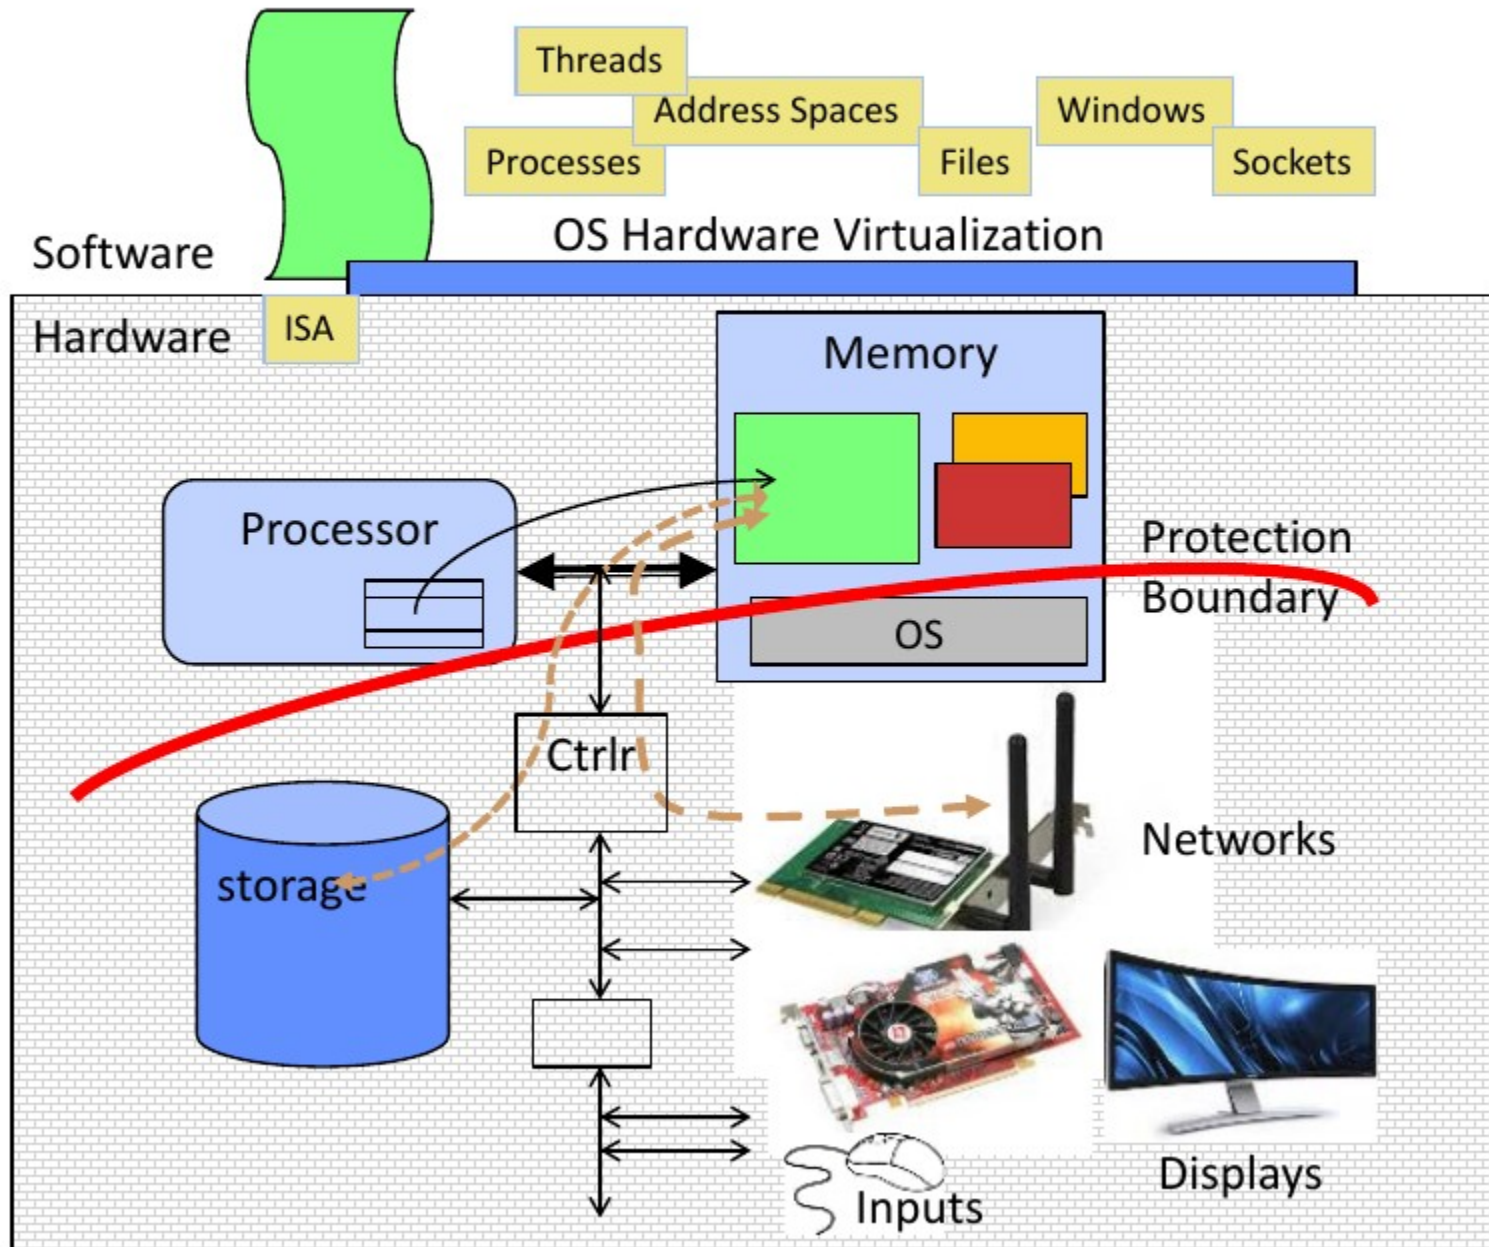 Threads
Address Spaces
Windows
Processes
Files
Sockets
OS Hardware Virtualization
Software
Hardware
ISA
Memory
Processor
Protection
Boundary
OS
Ctrlr
Networks
storage
Displays
Inputs